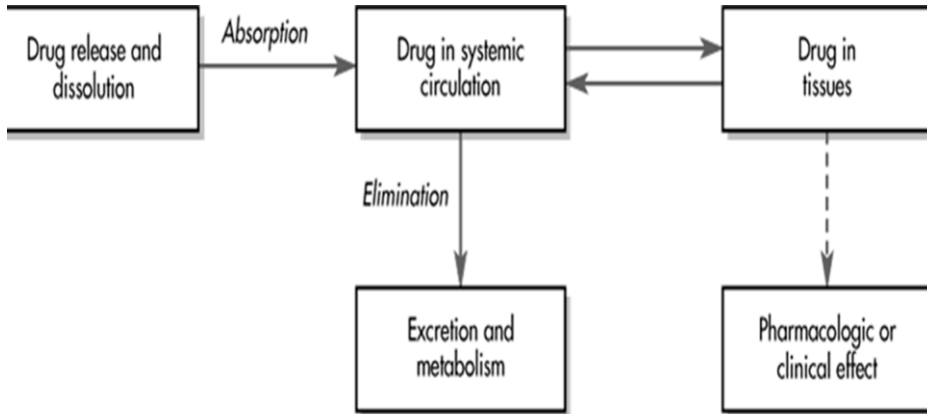 Drug release and
dissolution
Absorption
Drug in systemic
circulation
Drug in
tissues
Elimination
Excretion and
metabolism
Pharmacologic or
clinical effect